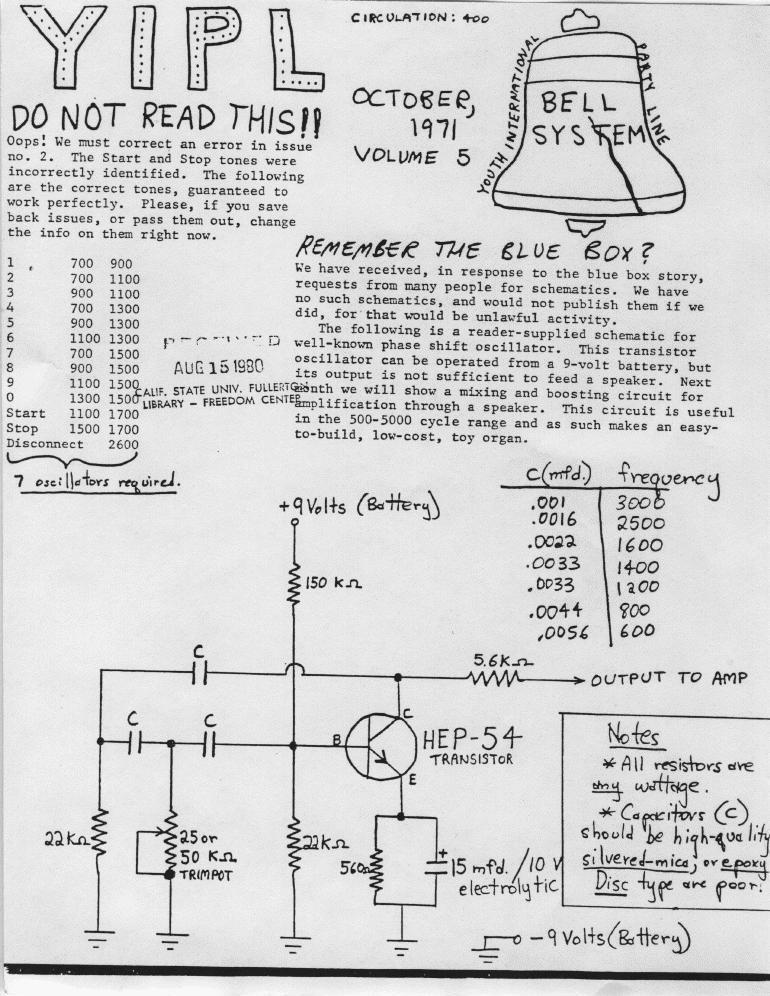 YIPL
CIRCULATION: 400
OCTOBER,
1971
VOLUME 5
YOUTH INTERNATIONAL PARTY LINE
BELL
SYSTEM
DO NOT READ THIS!!
Oops! We must correct an error in issue
no. 2. The Start and Stop tones were
incorrectly identified. The following
are the correct tones, guaranteed to
work perfectly. Please, if you save
back issues, or pass them out, change
the info on them right now.
1 700 900
2 700 1100
3 900 1100
4 700 1300
5 900 1300
6 1100 1300
7 700 1500
8 900 1500
9 1100 1500
0 1300 1500
Start 1100 1700
Stop 1500 1700
Disconnect 2600
7 oscillators required.
RECEIVED
AUG 15 1980
CALIF. STATE UNIV. FULLERTON
LIBRARY – FREEDOM CENTER
REMEMBER THE BLUE BOX?
We have received, in response to the blue box story,
requests from many people for schematics. We have
no such schematics, and would not publish them if we
did, for that would be unlawful activity.
The following is a reader-supplied schematic for
well-known phase shift oscillator. This transistor
oscillator can be operated from a 9-volt battery, but
its output is not sufficient to feed a speaker. Next
month we will show a mixing and boosting circuit for
amplification through a speaker. This circuit is useful
in the 500-5000 cycle range and as such makes an easy-
to-build, low-cost, toy organ.
C(mfd.) frequency
.001 3000
.0016 2500
.0022 1600
.0033 1400
.0033 1200
.0044 800
.0056 600
+9Volts (Battery)
150 KΩ
C
5.6KΩ
OUTPUT TO AMP
C
C
B
C
E
HEP-54
TRANSISTOR
22KΩ
25 or
50 KΩ
TRIMPOT
22KΩ
560Ω
+
15 mfd./10 V
electrolytic
-9Volts (Battery)
Notes
* All resistors are
any wattage.
* Capacitors (C)
should be high-quality
silvered-mica, or epoxy
Disc type are poor.